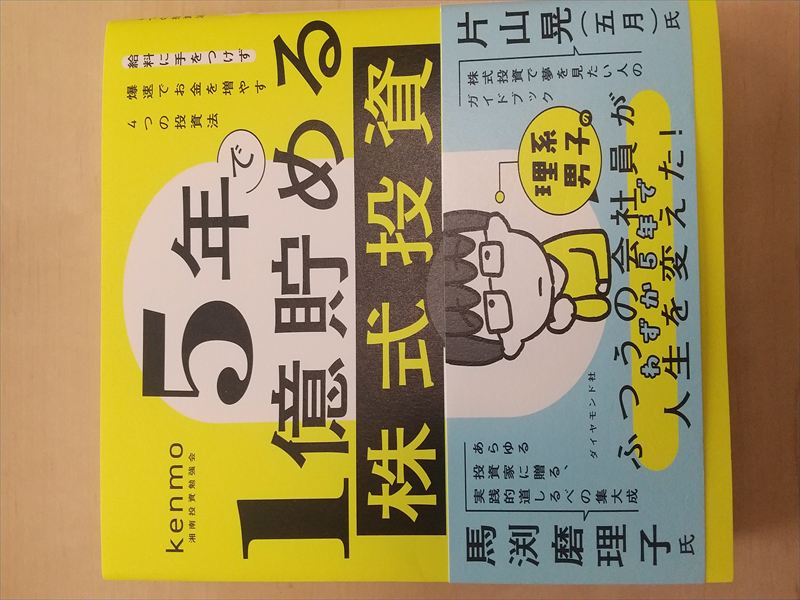 kenmo
湘南投資勉強会
給料に手をつけず
爆速でお金を増やす
4つの投資法
5年で
1億貯める
株式投資
理系
男子の
馬渕
磨理子氏
あらゆる
投資家に贈る、
実践的道しるべの集大成
片山晃(五月)氏
株式投資で夢を見たい人の
ガイドブック
ふつうの会社員が
わずか5年で
人生を変えた!
ダイヤモンド社